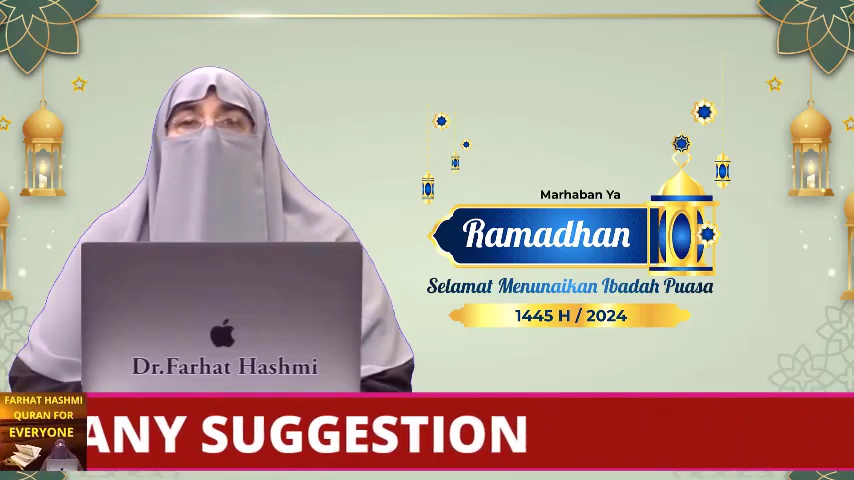 Marhaban Ya
Ramadhan
Selamat Menunaikan Ibadah Puasa
1445 H / 2024
Dr.Farhat Hashmi
FARHAT HASHMI
QURAN FOR
EVERYONE
ANY SUGGESTION